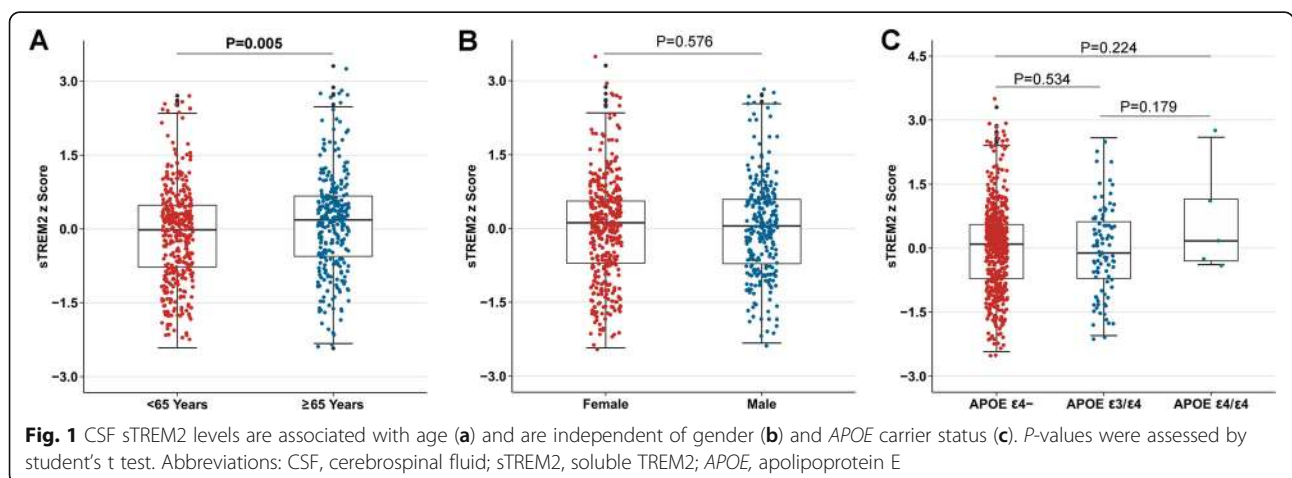 A
P=0.005
sTREM2 z Score
3.0
1.5
0.0
−1.5
−3.0
<65 Years
≥65 Years
B
P=0.576
sTREM2 z Score
3.0
1.5
0.0
−1.5
−3.0
Female
Male
C
P=0.224
P=0.534
P=0.179
sTREM2 z Score
4.5
3.0
1.5
0.0
−1.5
−3.0
APOE ε4−
APOE ε3/ε4
APOE ε4/ε4
Fig. 1 CSF sTREM2 levels are associated with age (a) and are independent of gender (b) and APOE carrier status (c). P-values were assessed by
student's t test. Abbreviations: CSF, cerebrospinal fluid; sTREM2, soluble TREM2; APOE, apolipoprotein E